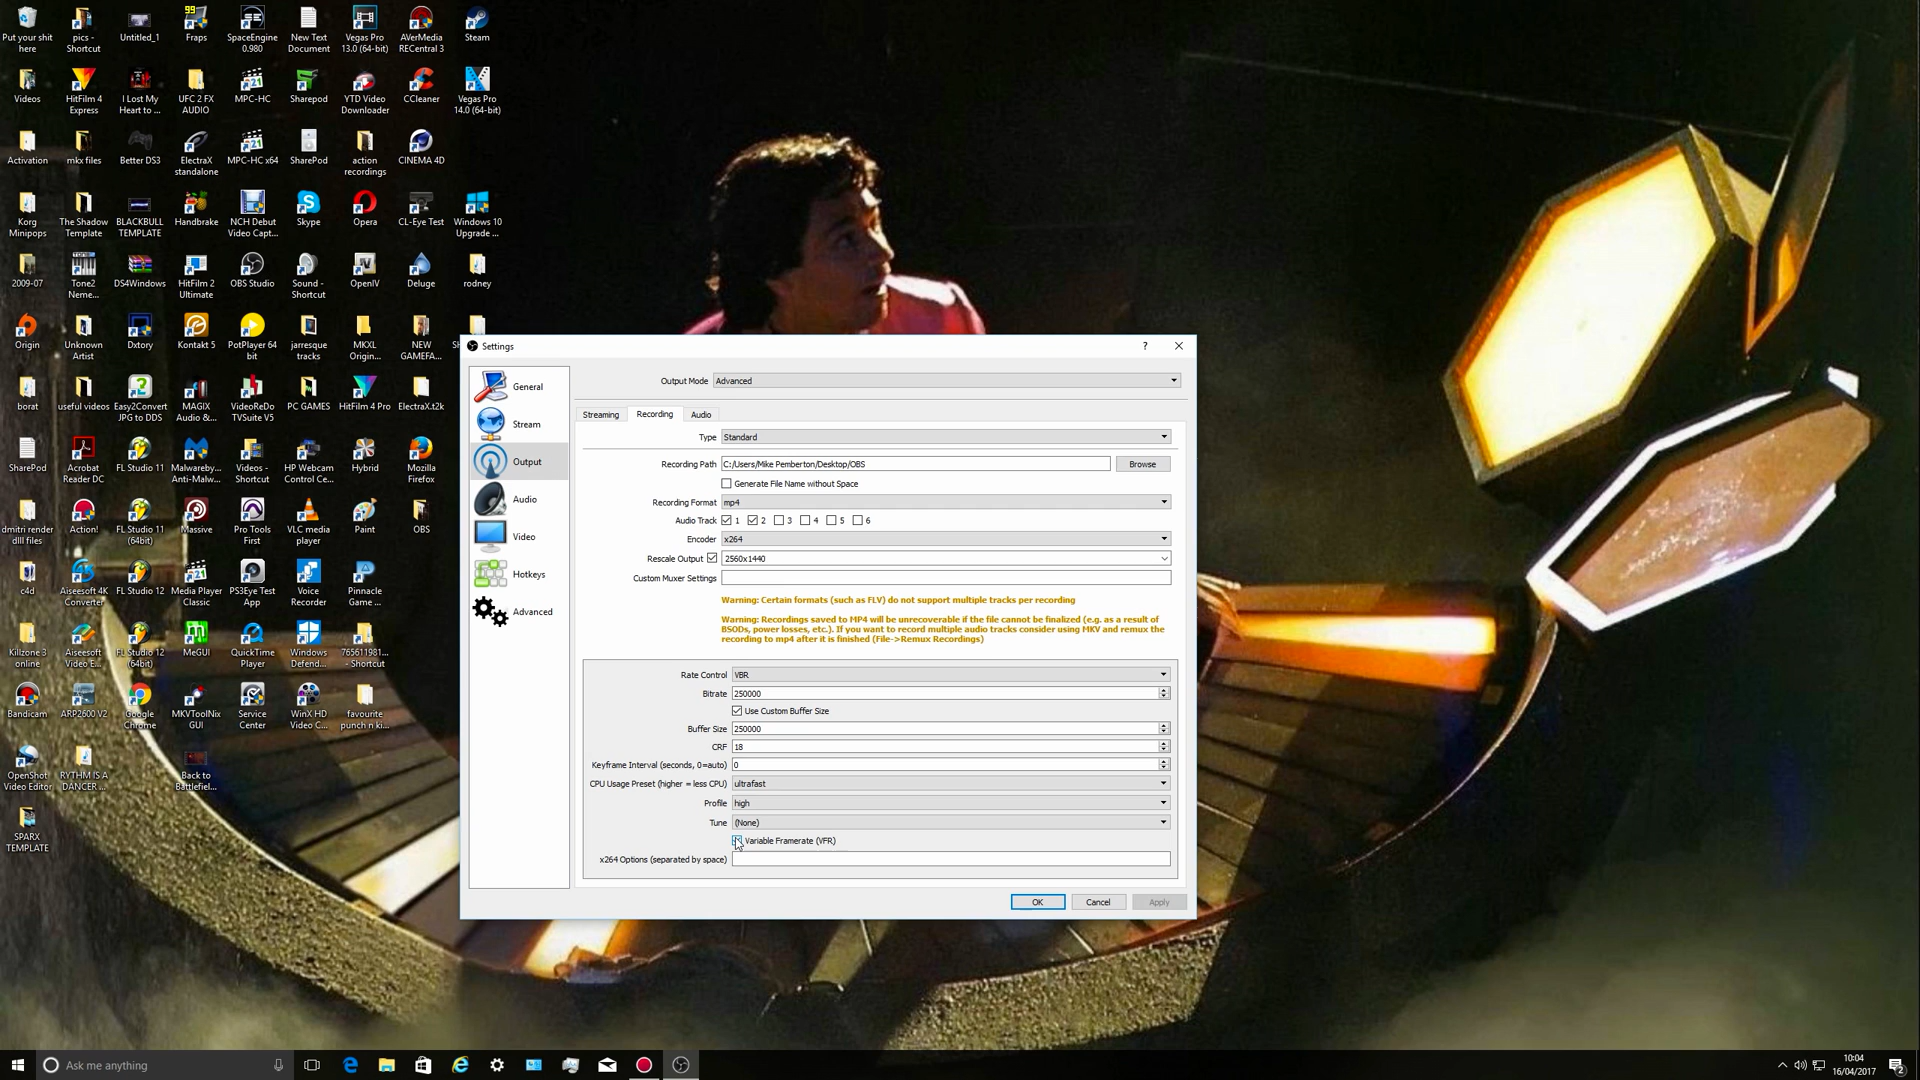 Put your shit
here
pics -
Shortcut
Untitled_1
99
Fraps
SpaceEngine
0.980
New Text
Document
Vegas Pro
13.0 (64-bit)
AVerMedia
RECentral 3
Steam
Videos
HitFilm 4
Express
I Lost My
Heart to ...
UFC 2 FX
AUDIO
MPC-HC
Sharepod
YTD Video
Downloader
CCleaner
Vegas Pro
14.0 (64-bit)
Activation
mkx files
Better DS3
ElectraX
standalone
MPC-HC x64
SharePod
action
recordings
CINEMA 4D
Korg
Minipops
The Shadow
Template
BLACKBULL
TEMPLATE
Handbrake
NCH Debut
Video Capt...
Skype
Opera
CL-Eye Test
Windows 10
Upgrade ...
2009-07
Tone2
Neme...
DS4Windows
HitFilm 2
Ultimate
OBS Studio
Sound -
Shortcut
OpenIV
Deluge
rodney
Origin
Unknown
Artist
Dxtory
Kontakt 5
PotPlayer 64
bit
jarresque
tracks
MKXL
Origin...
NEW
GAMEFA...
borat
useful videos
Easy2Convert
JPG to DDS
MAGIX
Audio &...
VideoReDo
TVSuite V5
PC GAMES
HitFilm 4 Pro
ElectraX.t2k
SharePod
Acrobat
Reader DC
FL Studio 11
Malwareby...
Anti-Malw...
Videos -
Shortcut
HP Webcam
Control Ce...
Hybrid
Mozilla
Firefox
dmitri render
dlll files
Action!
FL Studio 11
(64bit)
Massive
Pro Tools
First
VLC media
player
Paint
OBS
c4d
Aiseesoft 4K
Converter
FL Studio 12
Media Player
Classic
PS3Eye Test
App
Voice
Recorder
Pinnacle
Game ...
Killzone 3
online
Aiseesoft
Video E...
FL Studio 12
(64bit)
MeGUI
QuickTime
Player
Windows
Defend...
765611981...
- Shortcut
Bandicam
ARP2600 V2
Google
Chrome
MKVToolNix
GUI
Service
Center
WinX HD
Video C...
favourite
punch n ki...
OpenShot
Video Editor
RYTHM IS A
DANCER ...
Back to
Battlefiel...
SPARX
TEMPLATE
Settings
?
General
Stream
Output
Audio
Video
Hotkeys
Advanced
Output Mode Advanced
Streaming Recording Audio
Type Standard
Recording Path C:/Users/Mike Pemberton/Desktop/OBS Browse
Generate File Name without Space
Recording Format mp4
Audio Track 1 2 3 4 5 6
Encoder x264
Rescale Output 2560x1440
Custom Muxer Settings
Warning: Certain formats (such as FLV) do not support multiple tracks per recording
Warning: Recordings saved to MP4 will be unrecoverable if the file cannot be finalized (e.g. as a result of
BSODs, power losses, etc.). If you want to record multiple audio tracks consider using MKV and remux the
recording to mp4 after it is finished (File->Remux Recordings)
Rate Control VBR
Bitrate 250000
Use Custom Buffer Size
Buffer Size 250000
CRF 18
Keyframe Interval (seconds, 0=auto) 0
CPU Usage Preset (higher = less CPU) ultrafast
Profile high
Tune (None)
Variable Framerate (VFR)
x264 Options (separated by space)
OK Cancel Apply
Ask me anything
10:04
16/04/2017
2